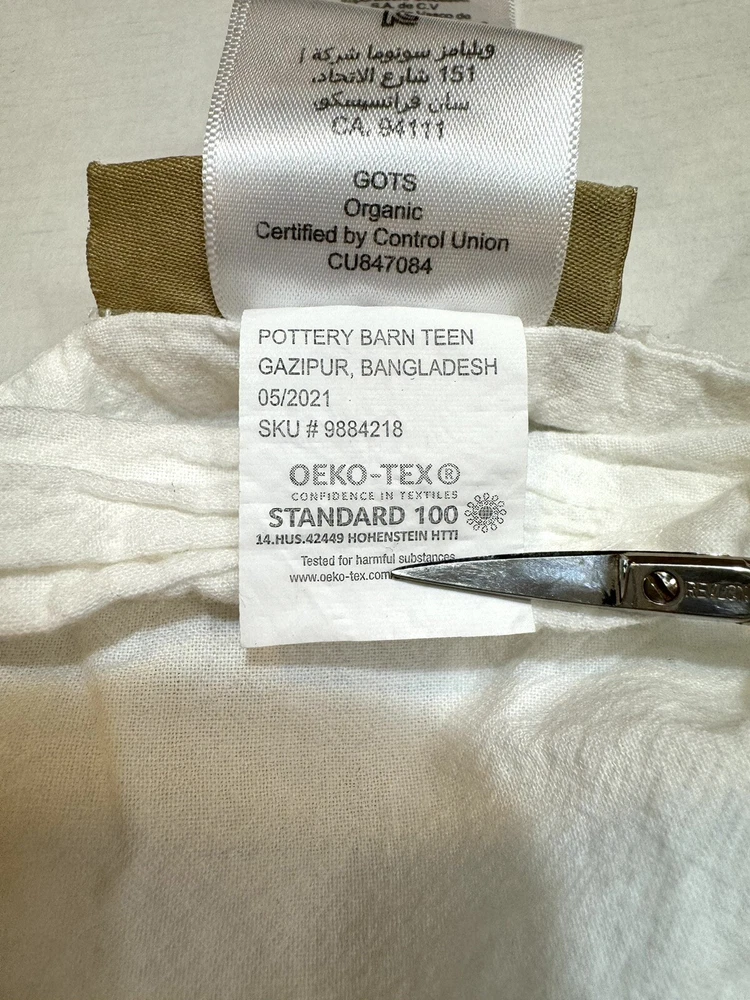 S.A. de C.V
ويليامز سونوما شركة /
151 شارع الاتحاد،
سان فرانسيسكو،
CA, 94111
GOTS
Organic
Certified by Control Union
CU847084
POTTERY BARN TEEN
GAZIPUR, BANGLADESH
05/2021
SKU # 9884218
OEKO-TEX®
CONFIDENCE IN TEXTILES
STANDARD 100
14.HUS.42449 HOHENSTEIN HTTI
Tested for harmful substances
www.oeko-tex.com
REVLON